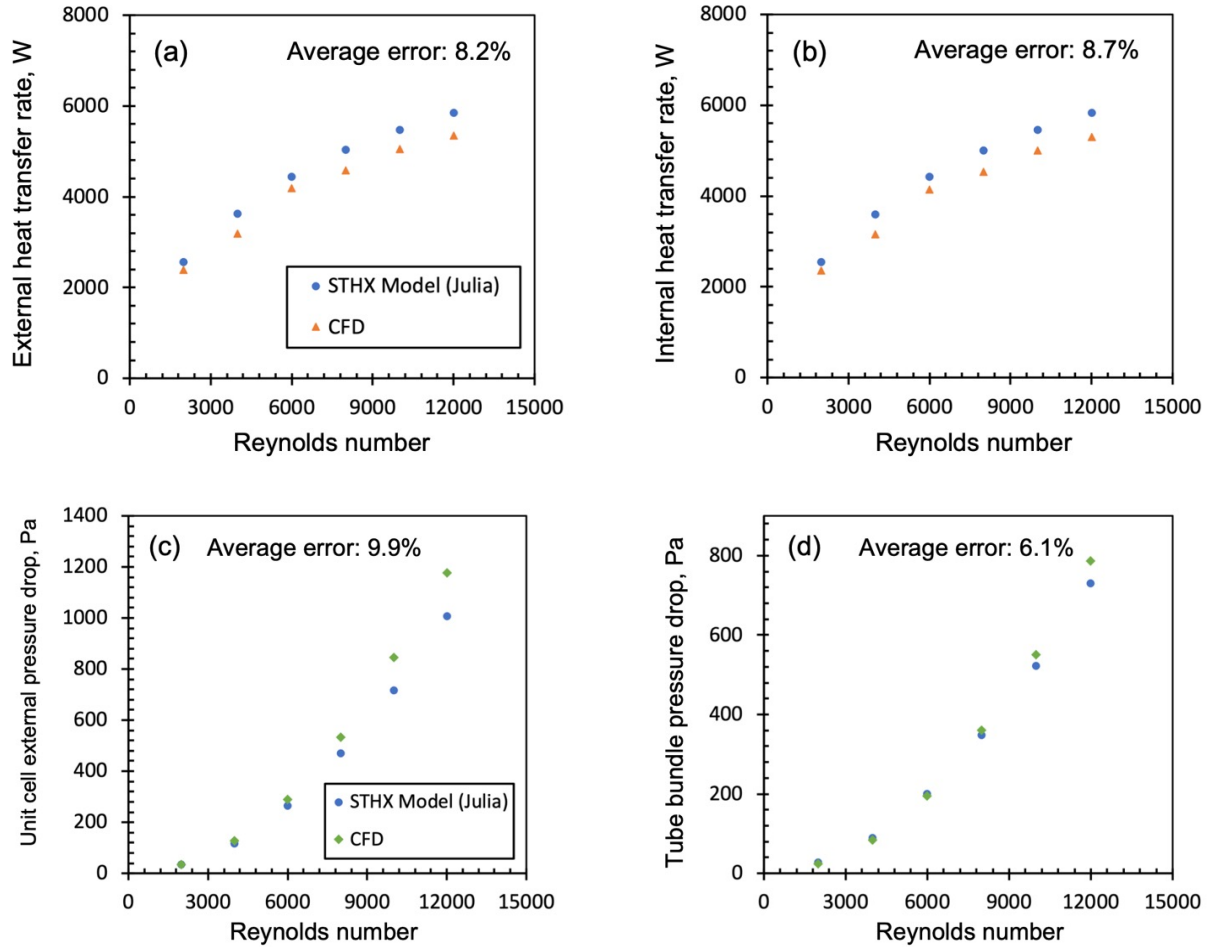 (a) Average error: 8.2%
External heat transfer rate, W
8000
6000
4000
2000
0
STHX Model (Julia)
CFD
0 3000 6000 9000 12000 15000
Reynolds number
(b) Average error: 8.7%
Internal heat transfer rate, W
8000
6000
4000
2000
0
0 3000 6000 9000 12000 15000
Reynolds number
(c) Average error: 9.9%
Unit cell external pressure drop, Pa
1400
1200
1000
800
600
400
200
0
STHX Model (Julia)
CFD
0 3000 6000 9000 12000 15000
Reynolds number
(d) Average error: 6.1%
Tube bundle pressure drop, Pa
800
600
400
200
0
0 3000 6000 9000 12000 15000
Reynolds number